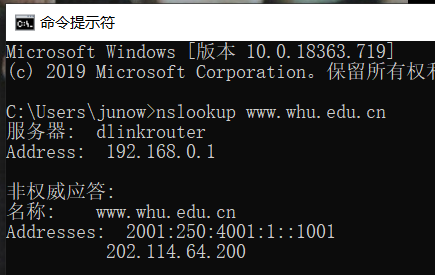 命令提示符
Microsoft Windows [版本 10.0.18363.719]
(c) 2019 Microsoft Corporation。保留所有权利
C:\Users\junow>nslookup www.whu.edu.cn
服务器:  dlinkrouter
Address:  192.168.0.1
非权威应答:
名称:    www.whu.edu.cn
Addresses:  2001:250:4001:1::1001
202.114.64.200